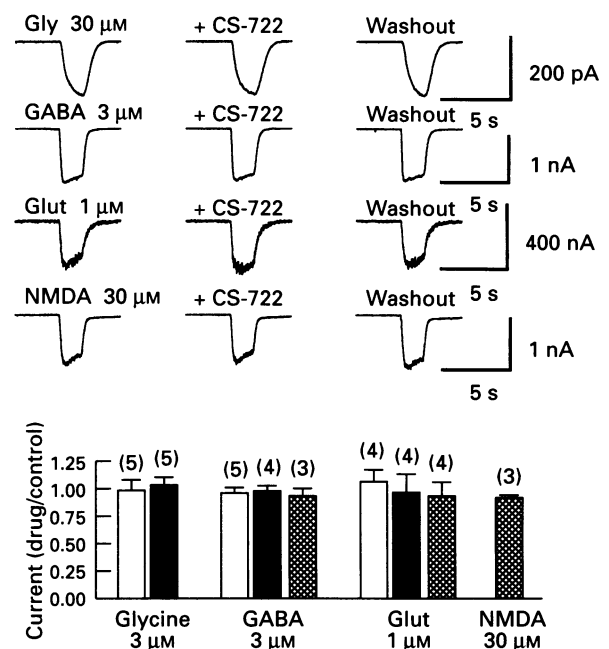 Gly 30 µM + CS-722 Washout
200 pA
5 s
GABA 3 µM + CS-722 Washout
1 nA
5 s
Glut 1 µM + CS-722 Washout
400 nA
5 s
NMDA 30 µM + CS-722 Washout
1 nA
5 s
Current (drug/control)
1.25
1.00
0.75
0.50
0.25
0.00
(5) (5) (5) (4) (3) (4) (4) (4) (3)
Glycine GABA Glut NMDA
3 µM 3 µM 1 µM 30 µM